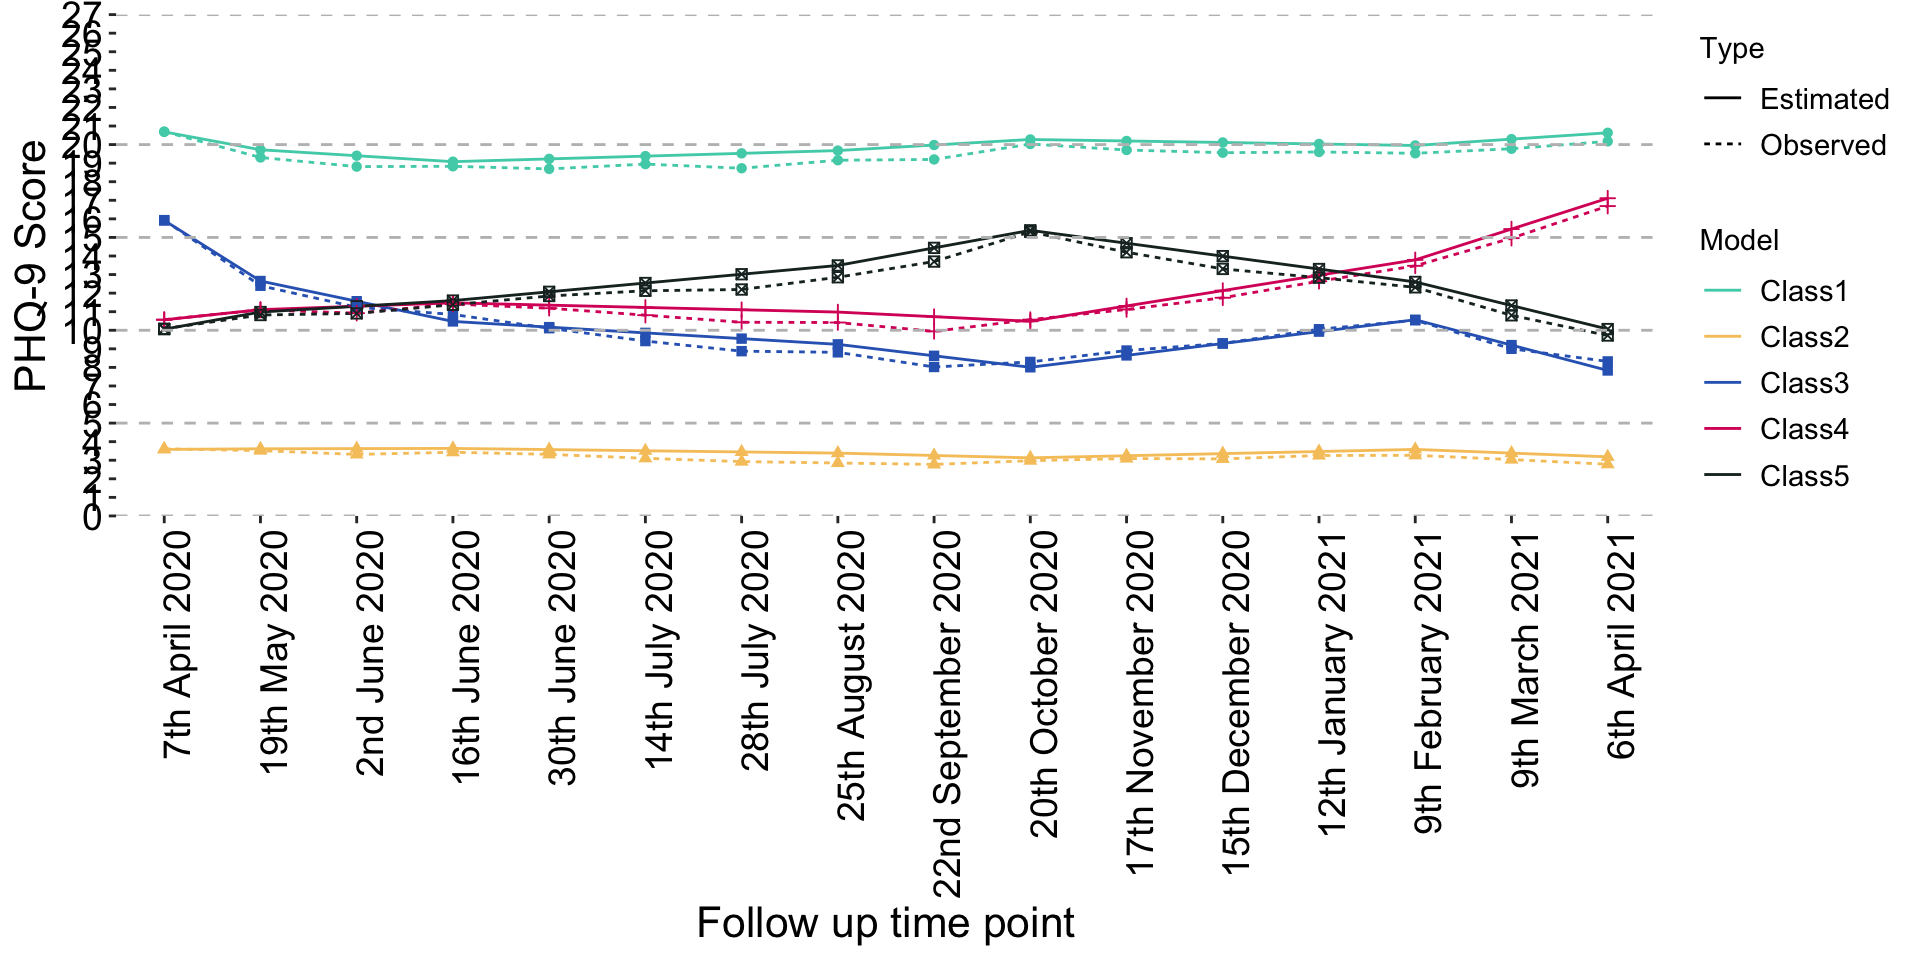 27
26
25
24
23
22
21
20
19
18
17
16
15
14
13
12
11
10
9
8
7
6
5
4
3
2
1
0
PHQ-9 Score
7th April 2020
19th May 2020
2nd June 2020
16th June 2020
30th June 2020
14th July 2020
28th July 2020
25th August 2020
22nd September 2020
20th October 2020
17th November 2020
15th December 2020
12th January 2021
9th February 2021
9th March 2021
6th April 2021
Follow up time point
Type
Estimated
Observed
Model
Class1
Class2
Class3
Class4
Class5